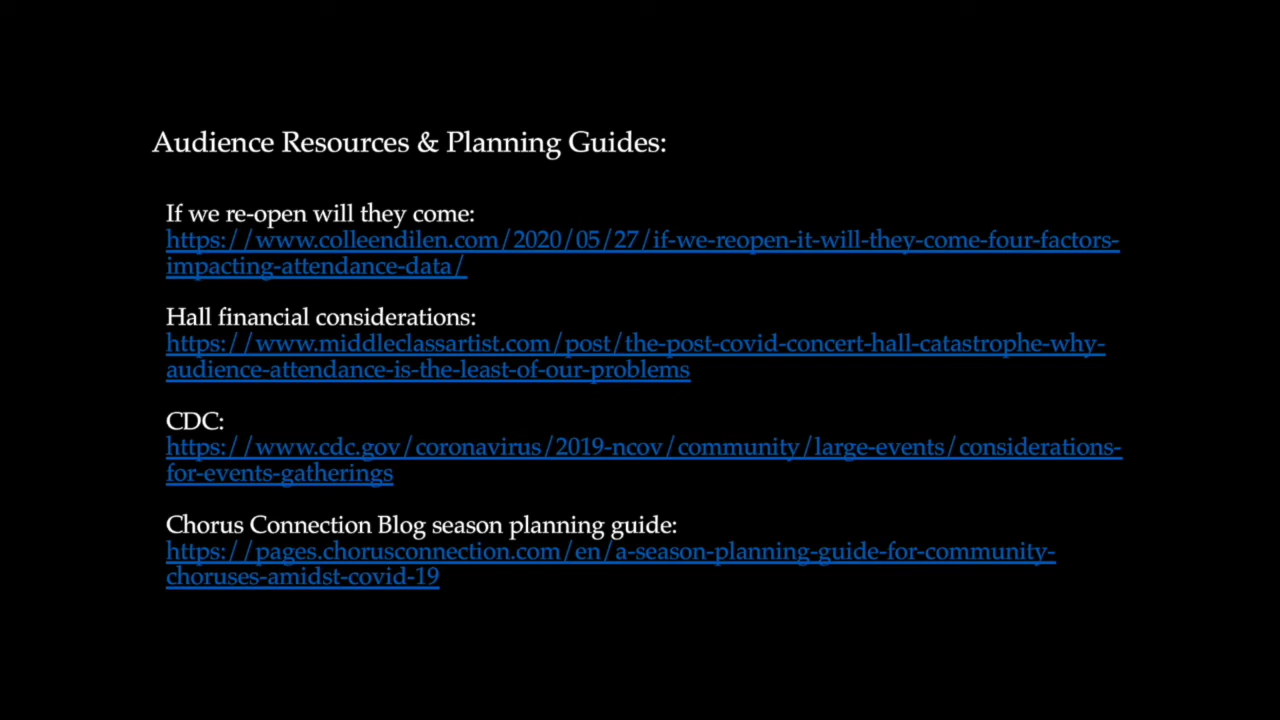 Audience Resources & Planning Guides:
If we re-open will they come:
https://www.colleendilen.com/2020/05/27/if-we-reopen-it-will-they-come-four-factors-
impacting-attendance-data/
Hall financial considerations:
https://www.middleclassartist.com/post/the-post-covid-concert-hall-catastrophe-why-
audience-attendance-is-the-least-of-our-problems
CDC:
https://www.cdc.gov/coronavirus/2019-ncov/community/large-events/considerations-
for-events-gatherings
Chorus Connection Blog season planning guide:
https://pages.chorusconnection.com/en/a-season-planning-guide-for-community-
choruses-amidst-covid-19